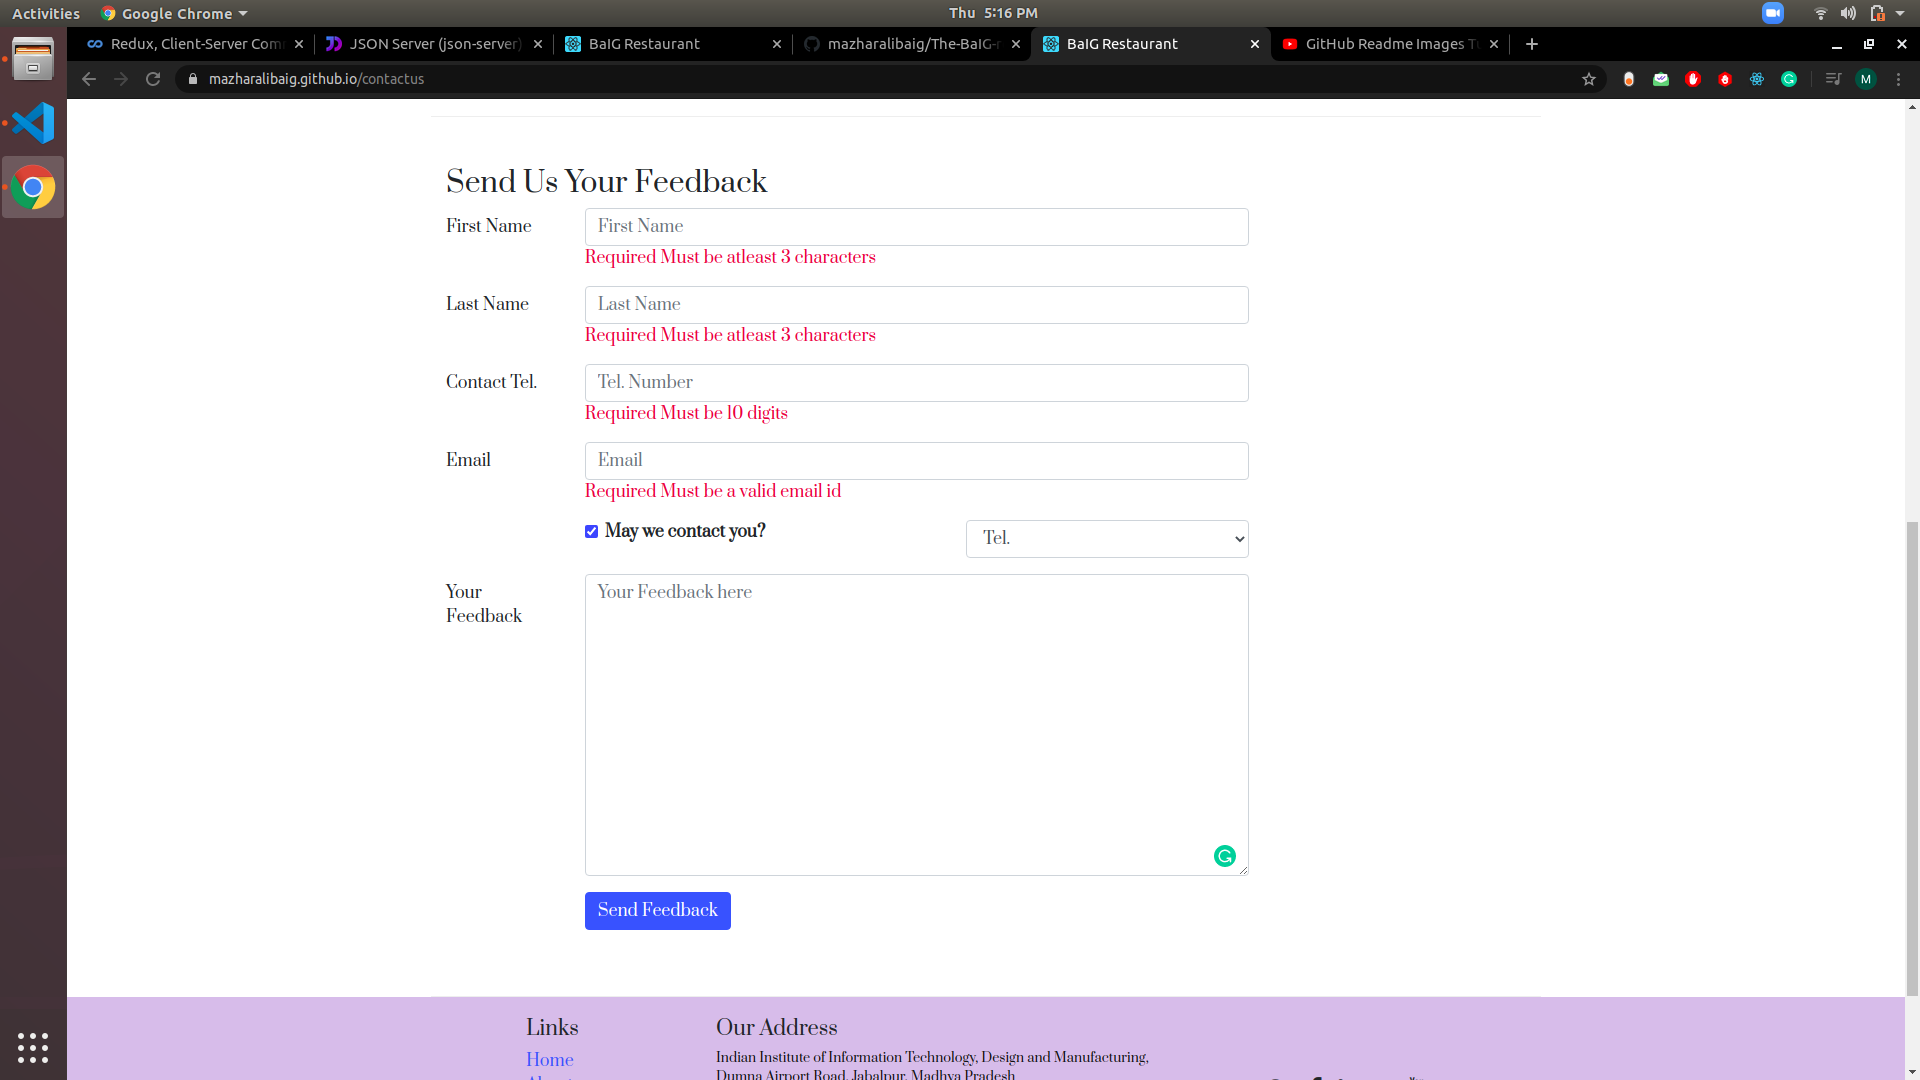 Activities Google Chrome Thu 5:16 PM
Redux, Client-Server Com JSON Server (json-server) BaIG Restaurant mazharalibaig/The-BaIG-r BaIG Restaurant GitHub Readme Images Tu
mazharalibaig.github.io/contactus M
Send Us Your Feedback
First Name First Name
Required Must be atleast 3 characters
Last Name Last Name
Required Must be atleast 3 characters
Contact Tel. Tel. Number
Required Must be 10 digits
Email Email
Required Must be a valid email id
May we contact you? Tel.
Your Feedback here
Your
Feedback
Send Feedback
Links Our Address
Home Indian Institute of Information Technology, Design and Manufacturing,
Dumna Airport Road, Jabalpur, Madhya Pradesh